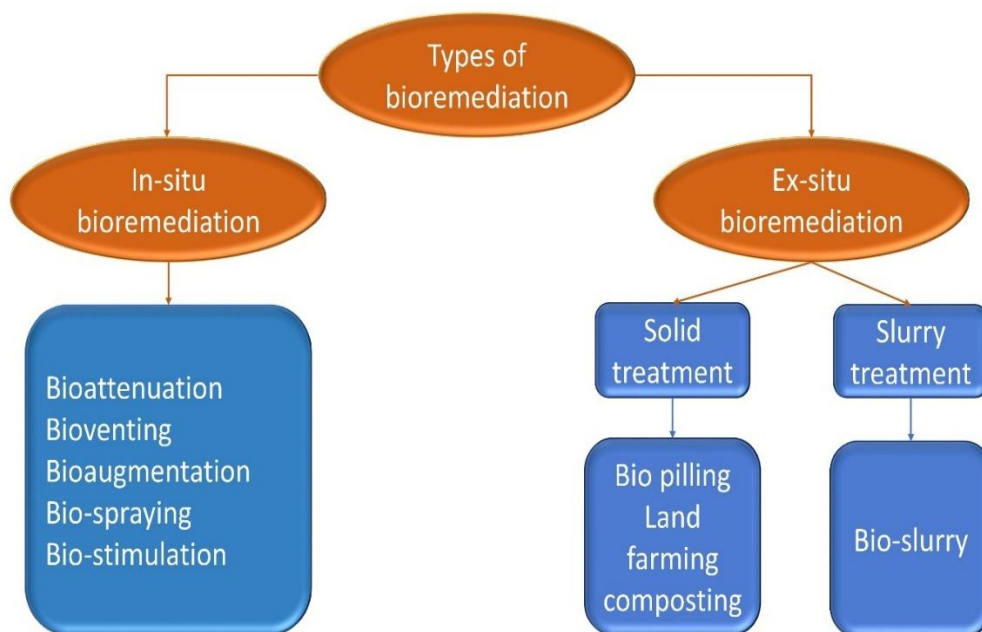 Types of
bioremediation
In-situ
bioremediation
Ex-situ
bioremediation
Bioattenuation
Bioventing
Bioaugmentation
Bio-spraying
Bio-stimulation
Solid
treatment
Slurry
treatment
Bio pilling
Land
farming
composting
Bio-slurry